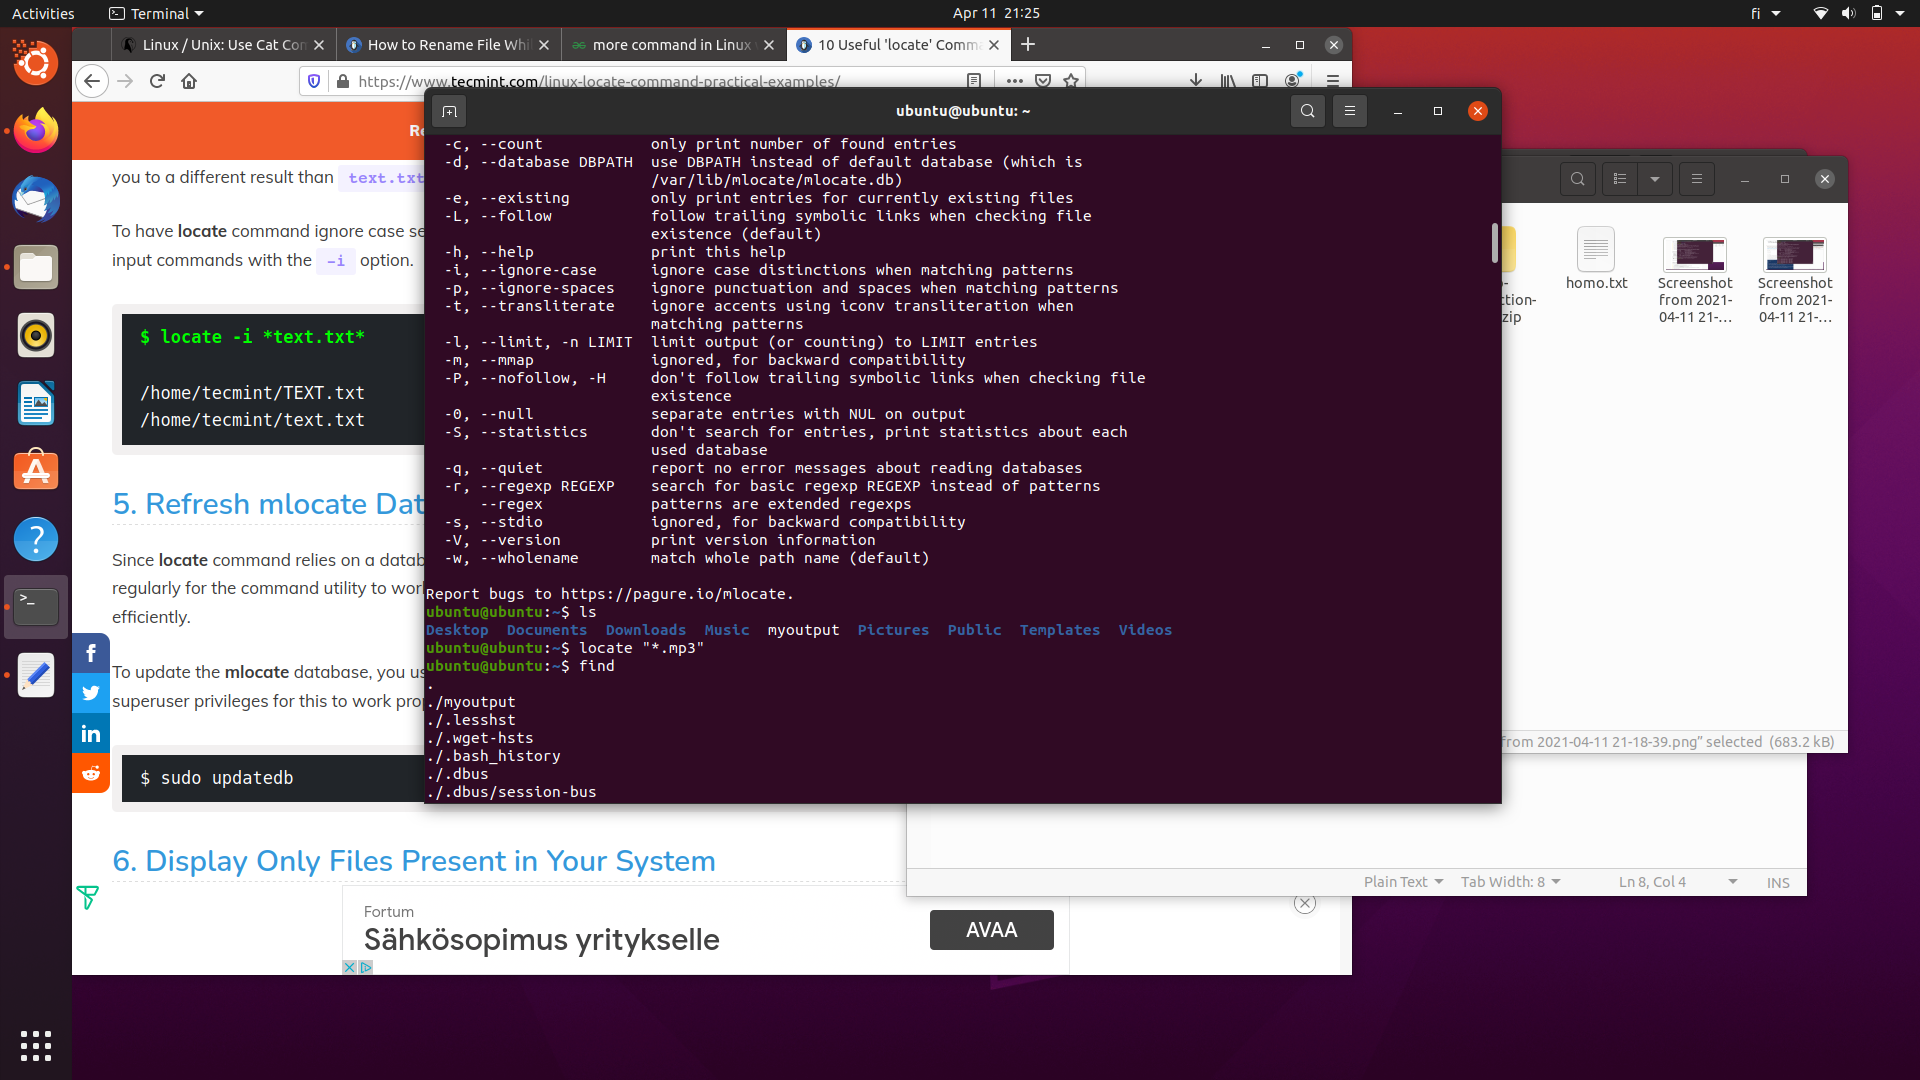 Activities
Terminal
Apr 11 21:25
fi
Linux / Unix: Use Cat Con
How to Rename File Whi
more command in Linux
10 Useful 'locate' Comma
https://www.tecmint.com/linux-locate-command-practical-examples/
you to a different result than text.txt
To have locate command ignore case se
input commands with the -i option.
$ locate -i *text.txt*
/home/tecmint/TEXT.txt
/home/tecmint/text.txt
5. Refresh mlocate Dat
Since locate command relies on a datab
regularly for the command utility to wor
efficiently.
To update the mlocate database, you us
superuser privileges for this to work pro
$ sudo updatedb
6. Display Only Files Present in Your System
Fortum
Sähkösopimus yritykselle
AVAA
ubuntu@ubuntu: ~
-c, --count only print number of found entries
-d, --database DBPATH use DBPATH instead of default database (which is
/var/lib/mlocate/mlocate.db)
-e, --existing only print entries for currently existing files
-L, --follow follow trailing symbolic links when checking file
existence (default)
-h, --help print this help
-i, --ignore-case ignore case distinctions when matching patterns
-p, --ignore-spaces ignore punctuation and spaces when matching patterns
-t, --transliterate ignore accents using iconv transliteration when
matching patterns
-l, --limit, -n LIMIT limit output (or counting) to LIMIT entries
-m, --mmap ignored, for backward compatibility
-P, --nofollow, -H don't follow trailing symbolic links when checking file
existence
-0, --null separate entries with NUL on output
-S, --statistics don't search for entries, print statistics about each
used database
-q, --quiet report no error messages about reading databases
-r, --regexp REGEXP search for basic regexp REGEXP instead of patterns
--regex patterns are extended regexps
-s, --stdio ignored, for backward compatibility
-V, --version print version information
-w, --wholename match whole path name (default)
Report bugs to https://pagure.io/mlocate.
ubuntu@ubuntu:~$ ls
Desktop Documents Downloads Music myoutput Pictures Public Templates Videos
ubuntu@ubuntu:~$ locate "*.mp3"
ubuntu@ubuntu:~$ find
.
./myoutput
./.lesshst
./.wget-hsts
./.bash_history
./.dbus
./.dbus/session-bus
ction-
zip
homo.txt
Screenshot
from 2021-
04-11 21-…
Screenshot
from 2021-
04-11 21-…
from 2021-04-11 21-18-39.png” selected (683.2 kB)
Plain Text
Tab Width: 8
Ln 8, Col 4
INS